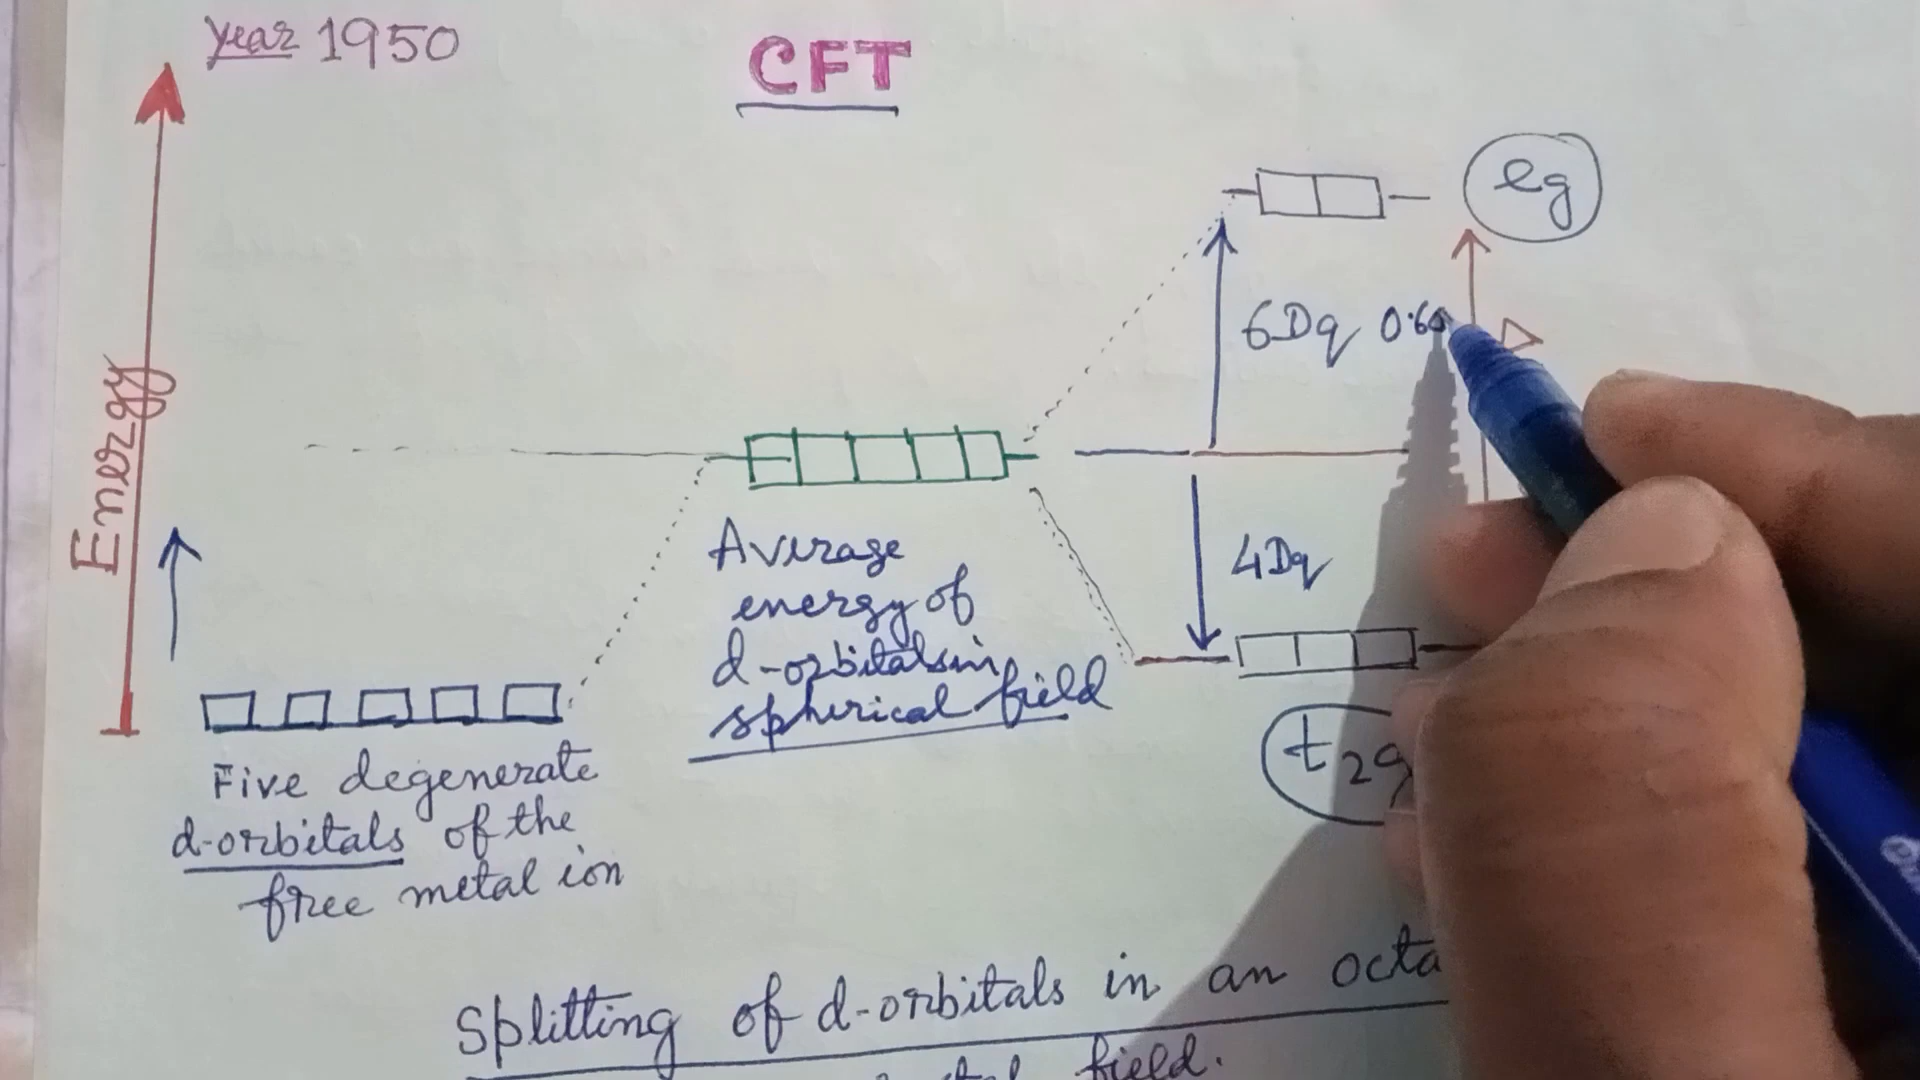 year 1950
CFT
Energy
eg
6Dq 0.6
Δ
4Dq
t2g
Average
energy of
d-orbitals in
spherical field
Five degenerate
d-orbitals of the
free metal ion
Splitting of d-orbitals in an octa
field.